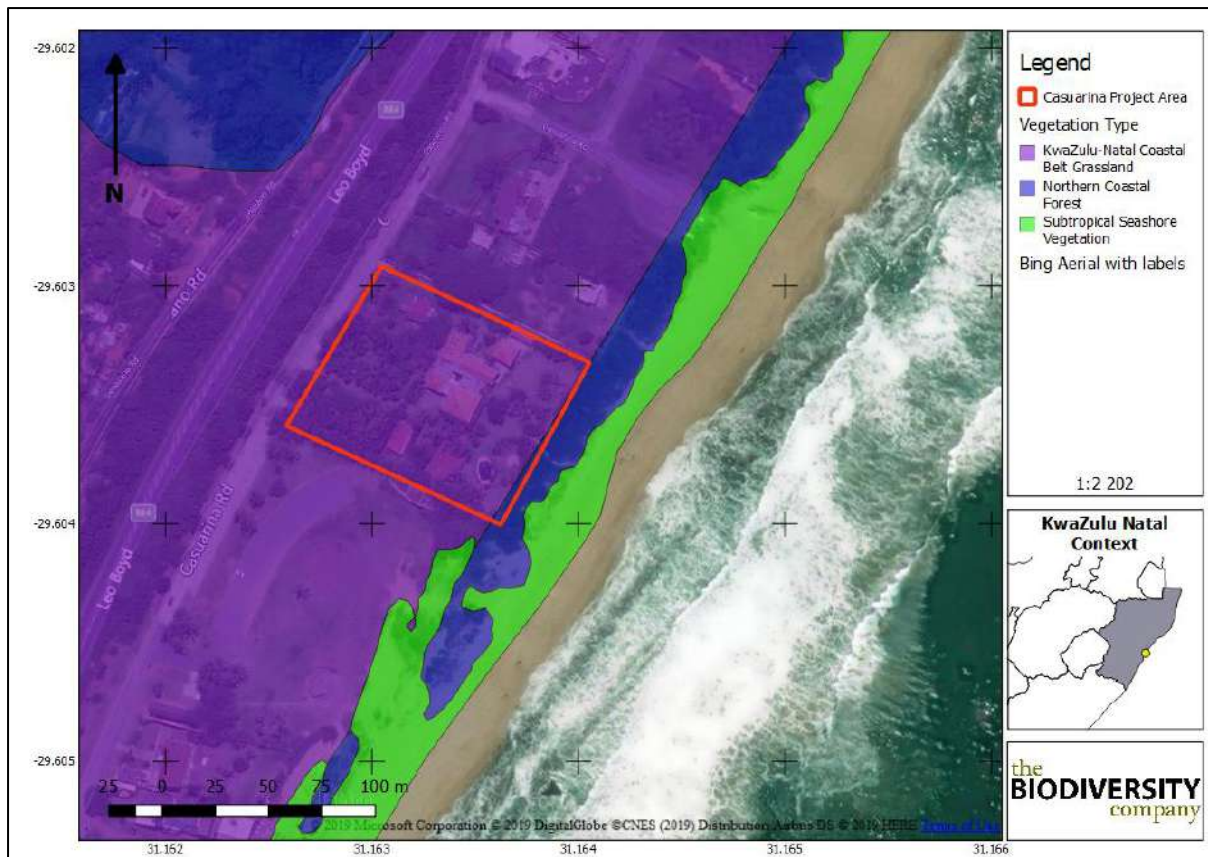 -29.602
-29.603
-29.604
-29.605
31.152
31.163
31.164
31.165
31.166
N
Leo Boyd
Leo Boyd
Casuarina Rd
25 0 25 50 75 100 m
2019 Microsoft Corporation © 2019 DigitalGlobe ©CNES (2019) Distribution Airbus DS © 2019 HERE Terms of Use
Legend
Casuarina Project Area
Vegetation Type
KwaZulu-Natal Coastal
Belt Grassland
Northern Coastal
Forest
Subtropical Seashore
Vegetation
Bing Aerial with labels
1:2 202
KwaZulu Natal
Context
the
BIODIVERSITY
company